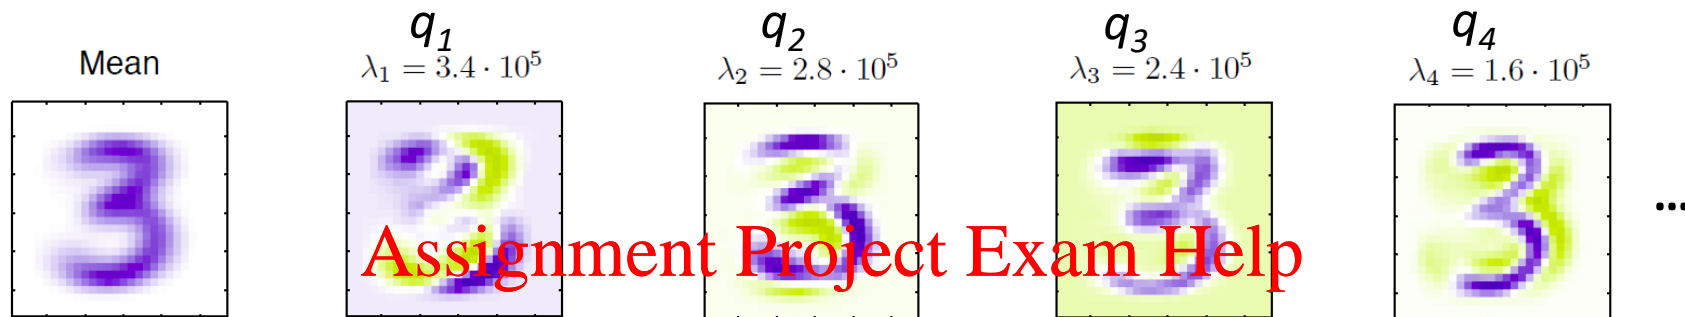 q1 q2 q3 q4
Mean λ1 = 3.4 · 10^5 λ2 = 2.8 · 10^5 λ3 = 2.4 · 10^5 λ4 = 1.6 · 10^5
...
Assignment Project Exam Help